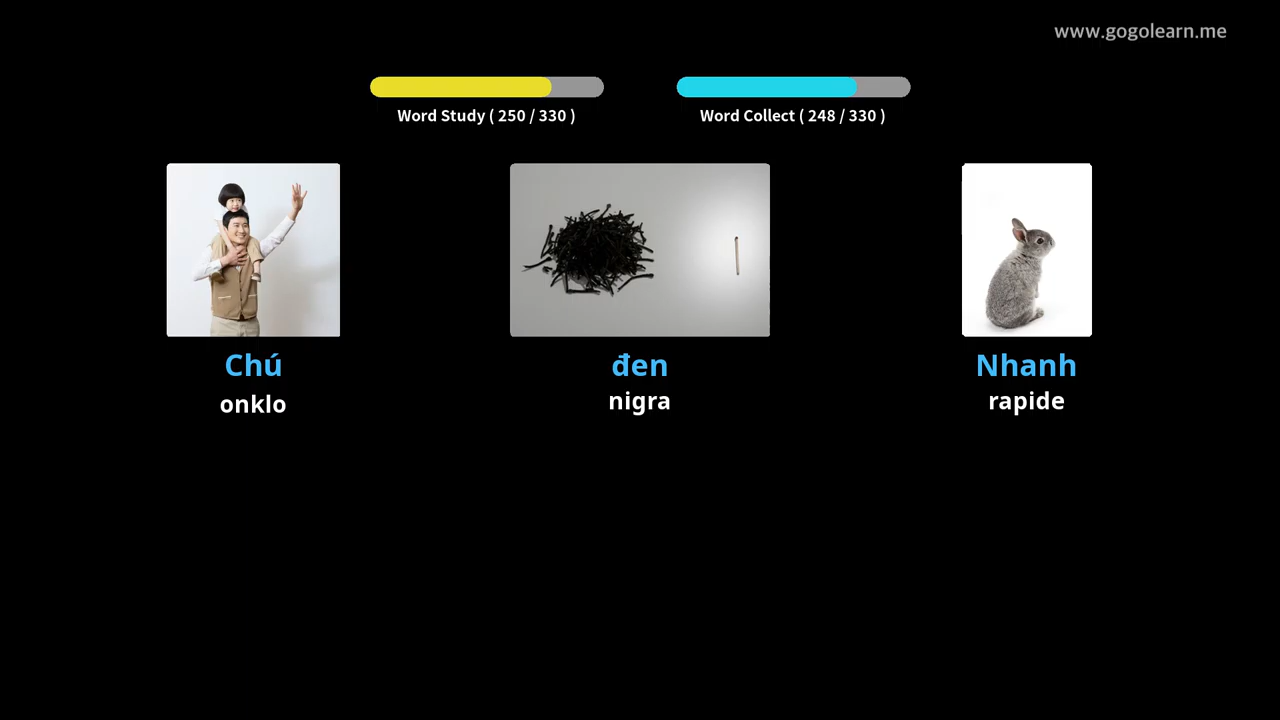 www.gogolearn.me
Word Study ( 250 / 330 )
Word Collect ( 248 / 330 )
Chú
đen
Nhanh
onklo
nigra
rapide